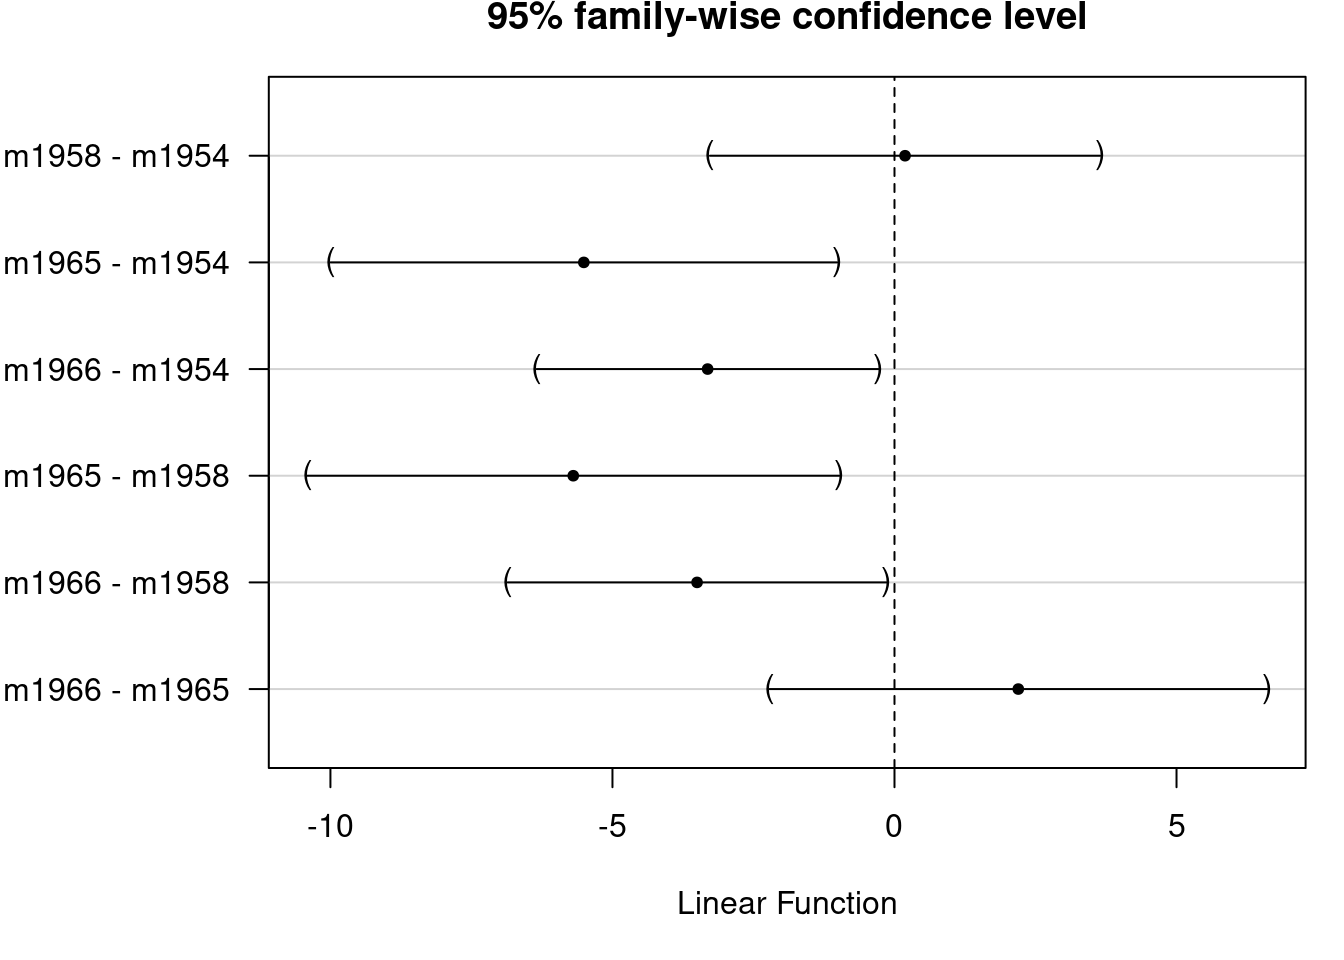 95% family-wise confidence level
m1958 - m1954
m1965 - m1954
m1966 - m1954
m1965 - m1958
m1966 - m1958
m1966 - m1965
-10 -5 0 5
Linear Function